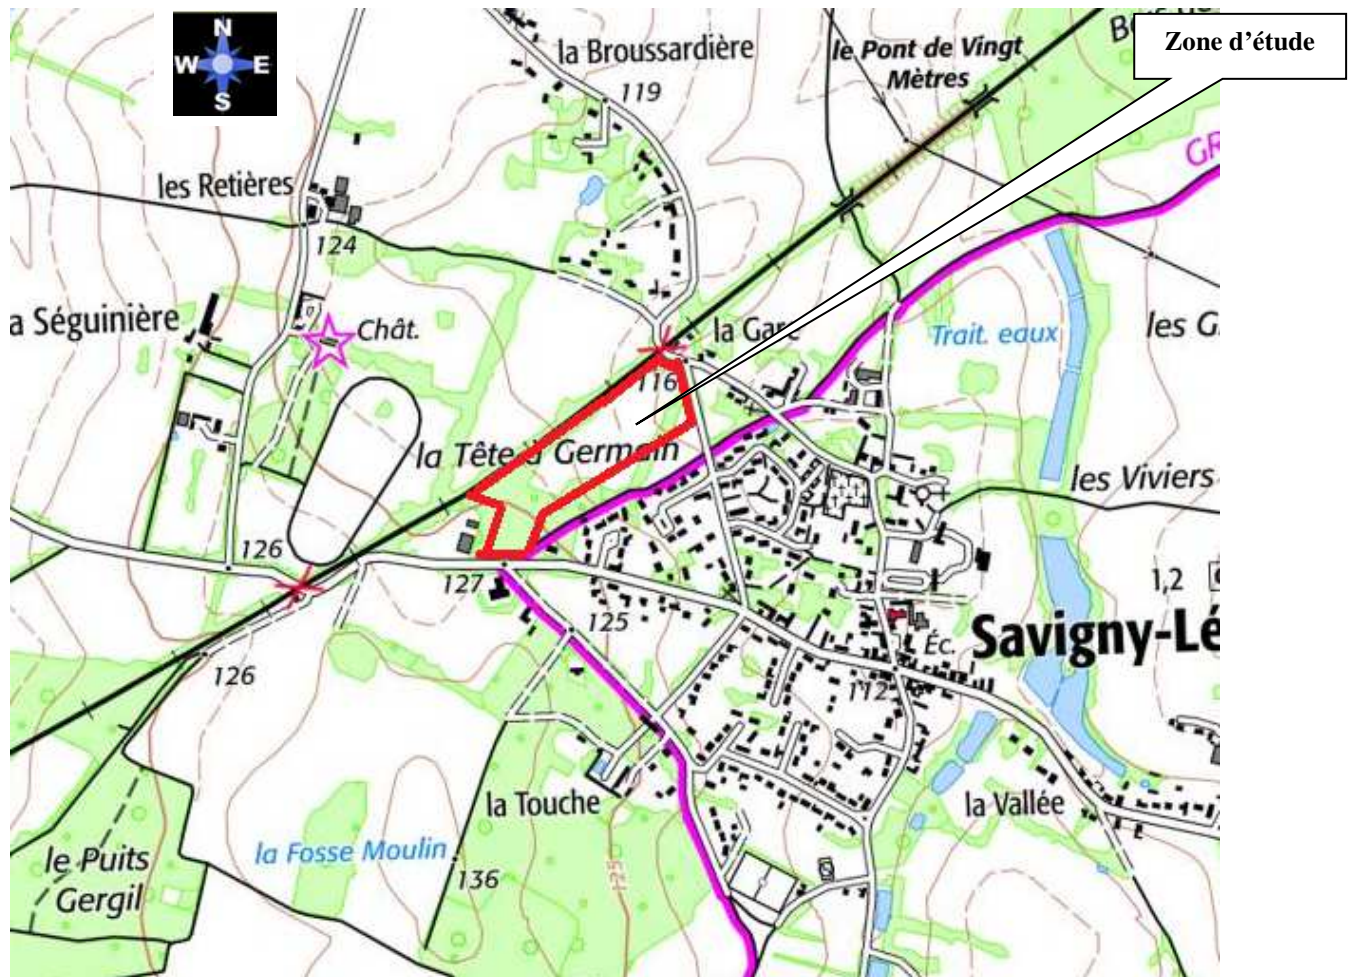 N
W E
S
la Broussardière
119
le Pont de Vingt
Mètres
Zone d'étude
GR
les Retières
124
a Séguinière
Chât.
la Gare
Trait. eaux
les G
116
la Tête à Germain
les Viviers
126
127
125
1,2
Savigny-Lé
Éc.
126
112
la Touche
la Vallée
la Fosse Moulin
le Puits
Gergil
136
125